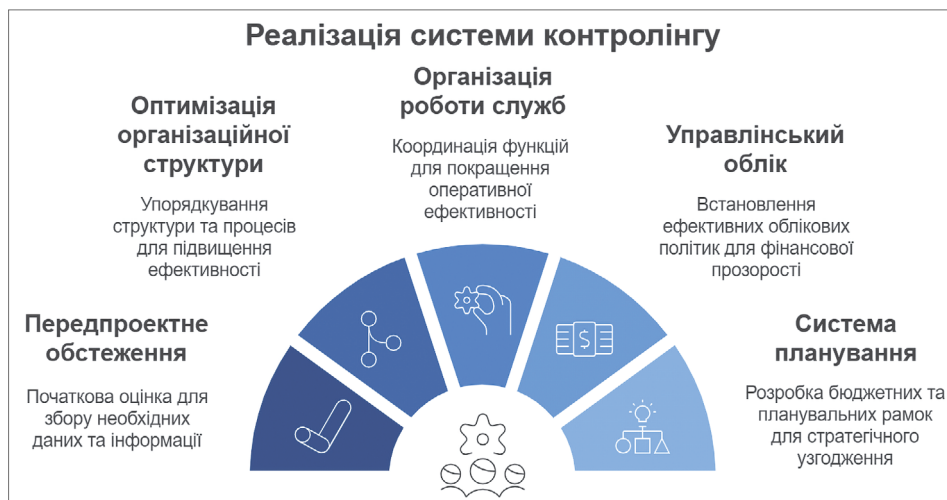 Реалізація системи контролінгу
Передпроектне
обстеження
Початкова оцінка для
збору необхідних
даних та інформації
Оптимізація
організаційної
структури
Упорядкування
структури та процесів
для підвищення
ефективності
Організація
роботи служб
Координація функцій
для покращення
оперативної
ефективності
Управлінський
облік
Встановлення
ефективних облікових
політик для фінансової
прозорості
Система
планування
Розробка бюджетних та
планувальних рамок
для стратегічного
узгодження
$